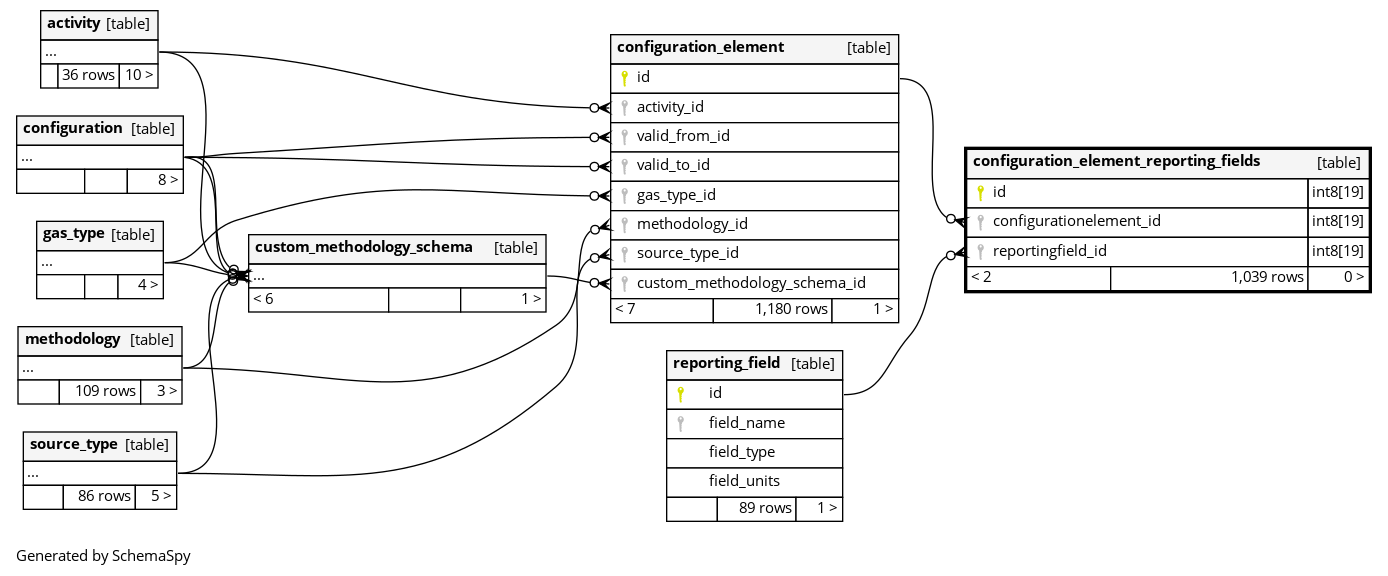 activity [table]
...
36 rows 10 >
configuration [table]
...
8 >
gas_type [table]
...
4 >
methodology [table]
...
109 rows 3 >
source_type [table]
...
86 rows 5 >
custom_methodology_schema [table]
...
< 6 1 >
configuration_element [table]
id
activity_id
valid_from_id
valid_to_id
gas_type_id
methodology_id
source_type_id
custom_methodology_schema_id
< 7 1,180 rows 1 >
reporting_field [table]
id
field_name
field_type
field_units
89 rows 1 >
configuration_element_reporting_fields [table]
id int8[19]
configurationelement_id int8[19]
reportingfield_id int8[19]
< 2 1,039 rows 0 >
Generated by SchemaSpy